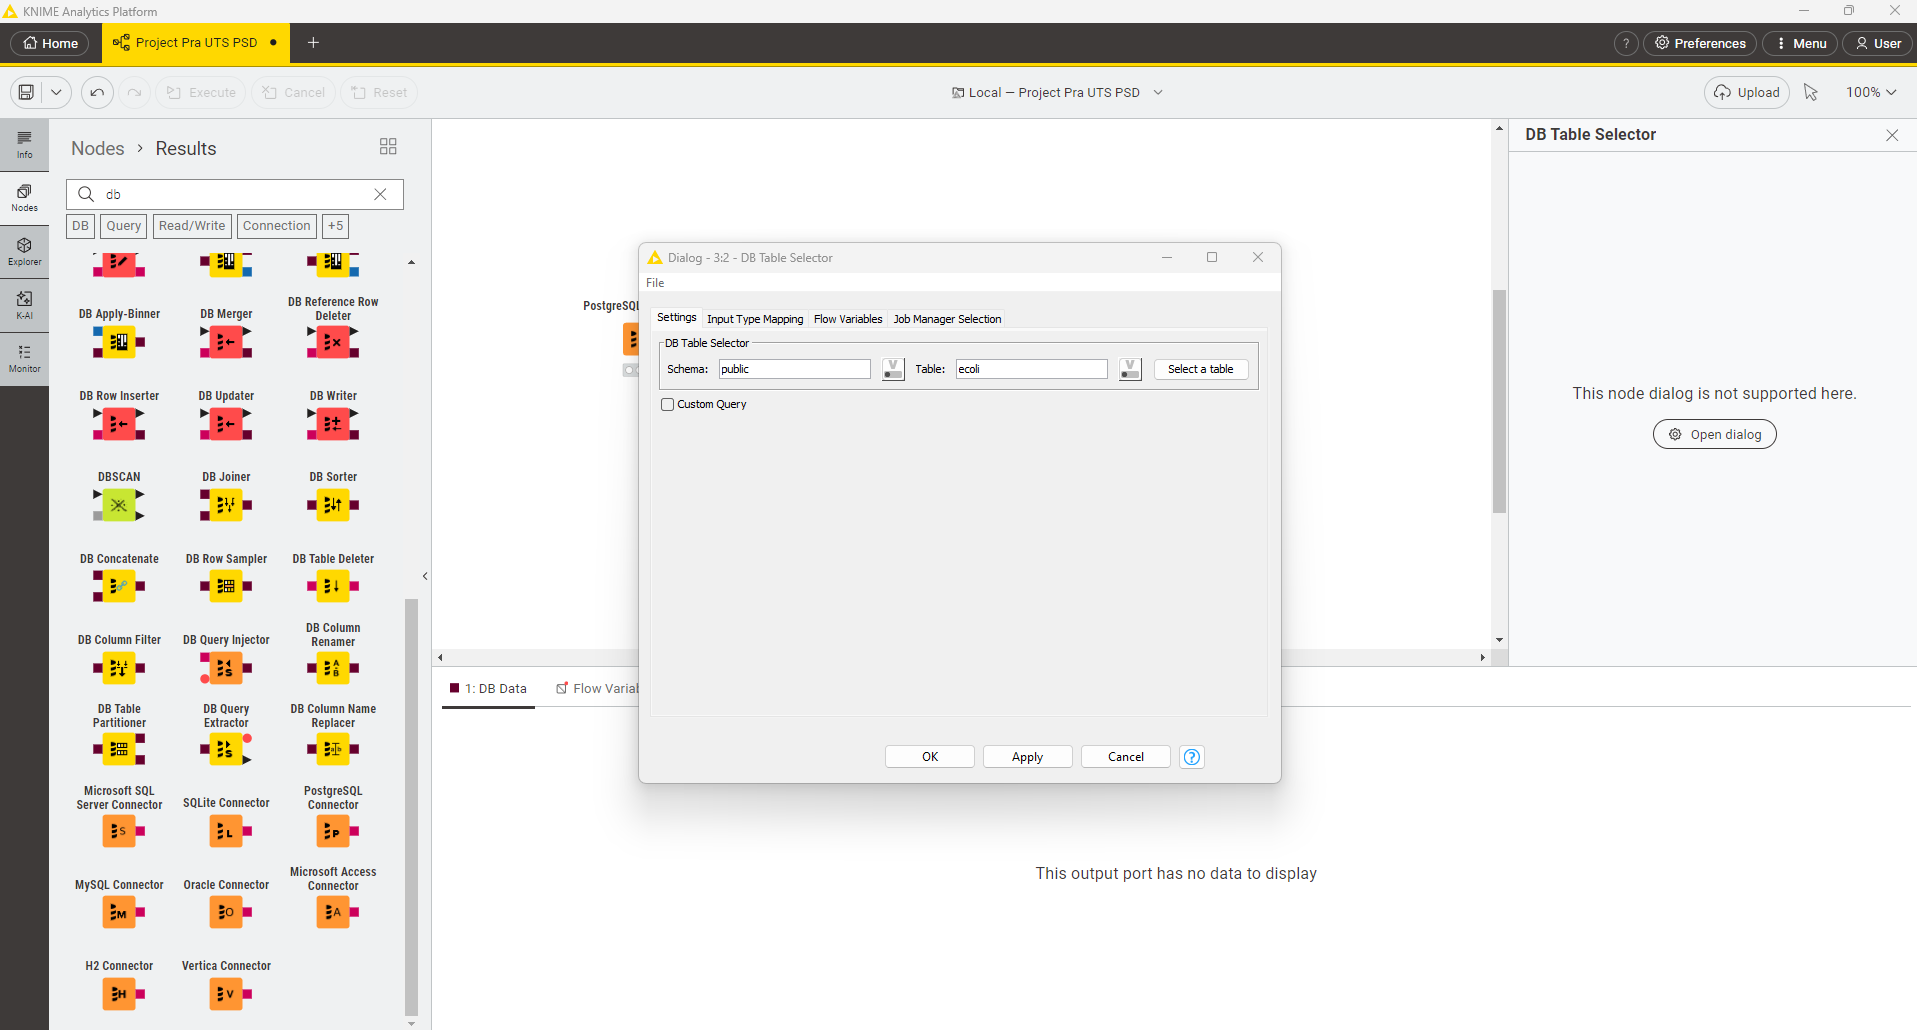 KNIME Analytics Platform
Home
Project Pra UTS PSD
?
Preferences
Menu
User
Execute
Cancel
Reset
Local — Project Pra UTS PSD
Upload
100%
Info
Nodes
Explorer
K-AI
Monitor
Nodes › Results
db
DB
Query
Read/Write
Connection
+5
DB Apply-Binner
DB Merger
DB Reference Row
Deleter
DB Row Inserter
DB Updater
DB Writer
DBSCAN
DB Joiner
DB Sorter
DB Concatenate
DB Row Sampler
DB Table Deleter
DB Column Filter
DB Query Injector
DB Column
Renamer
DB Table
Partitioner
DB Query
Extractor
DB Column Name
Replacer
Microsoft SQL
Server Connector
SQLite Connector
PostgreSQL
Connector
MySQL Connector
Oracle Connector
Microsoft Access
Connector
H2 Connector
Vertica Connector
PostgreSQL
Dialog - 3:2 - DB Table Selector
File
Settings
Input Type Mapping
Flow Variables
Job Manager Selection
DB Table Selector
Schema:
public
Table:
ecoli
Select a table
Custom Query
OK
Apply
Cancel
?
DB Table Selector
This node dialog is not supported here.
Open dialog
1: DB Data
Flow Variab
This output port has no data to display